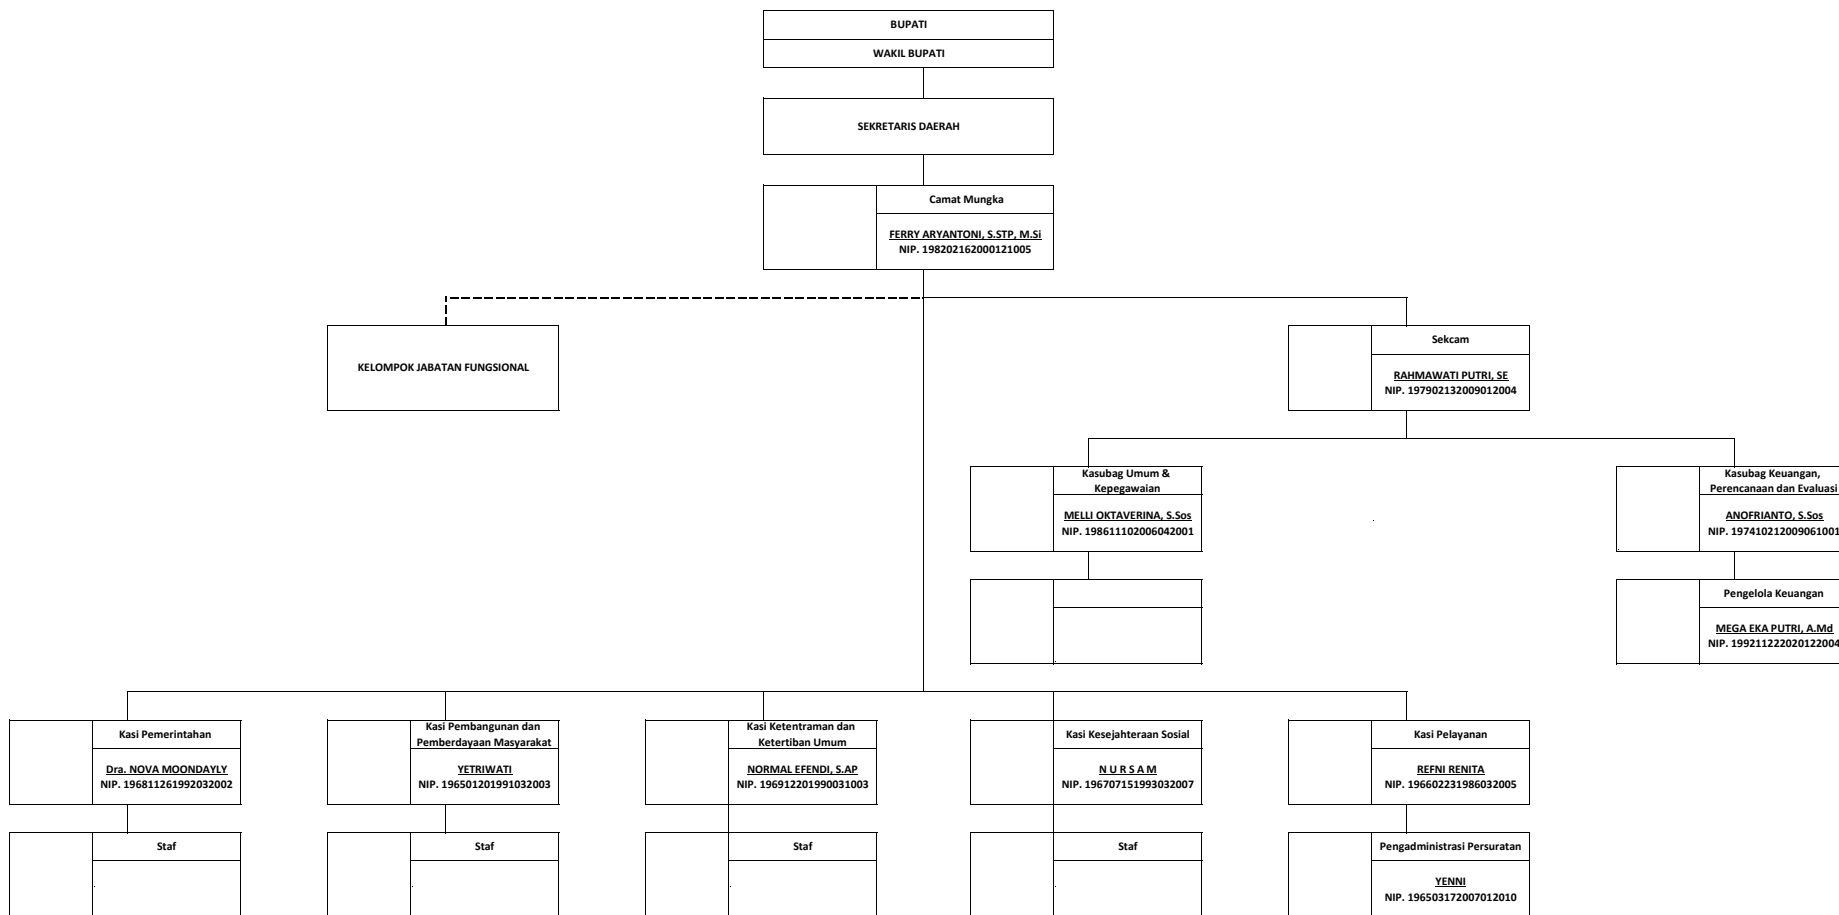 BUPATI
WAKIL BUPATI
SEKRETARIS DAERAH
Camat Mungka
FERRY ARYANTONI, S.STP, M.Si
NIP. 198202162000121005
KELOMPOK JABATAN FUNGSIONAL
Sekcam
RAHMAWATI PUTRI, SE
NIP. 197902132009012004
Kasubag Umum &
Kepegawaian
MELLI OKTAVERINA, S.Sos
NIP. 198611102006042001
Kasubag Keuangan,
Perencanaan dan Evaluasi
ANOFRIANTO, S.Sos
NIP. 197410212009061001
Pengelola Keuangan
MEGA EKA PUTRI, A.Md
NIP. 199211222020122004
Kasi Pemerintahan
Dra. NOVA MOONDAYLY
NIP. 196811261992032002
Kasi Pembangunan dan
Pemberdayaan Masyarakat
YETRIWATI
NIP. 196501201991032003
Kasi Ketentraman dan
Ketertiban Umum
NORMAL EFENDI, S.AP
NIP. 196912201990031003
Kasi Kesejahteraan Sosial
N U R S A M
NIP. 196707151993032007
Kasi Pelayanan
REFNI RENITA
NIP. 196602231986032005
Staf
Staf
Staf
Staf
Pengadministrasi Persuratan
YENNI
NIP. 196503172007012010